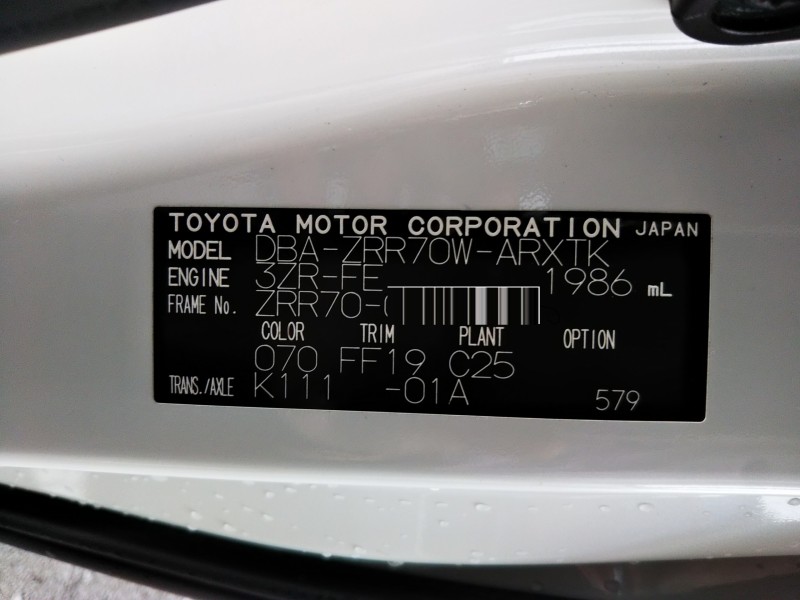 TOYOTA MOTOR CORPORATION JAPAN
MODEL DBA-ZRR70W-ARXTK
ENGINE 3ZR-FE 1986 mL
FRAME No. ZRR70-
COLOR TRIM PLANT OPTION
070 FF19 C25
TRANS./AXLE K111 -01A 579